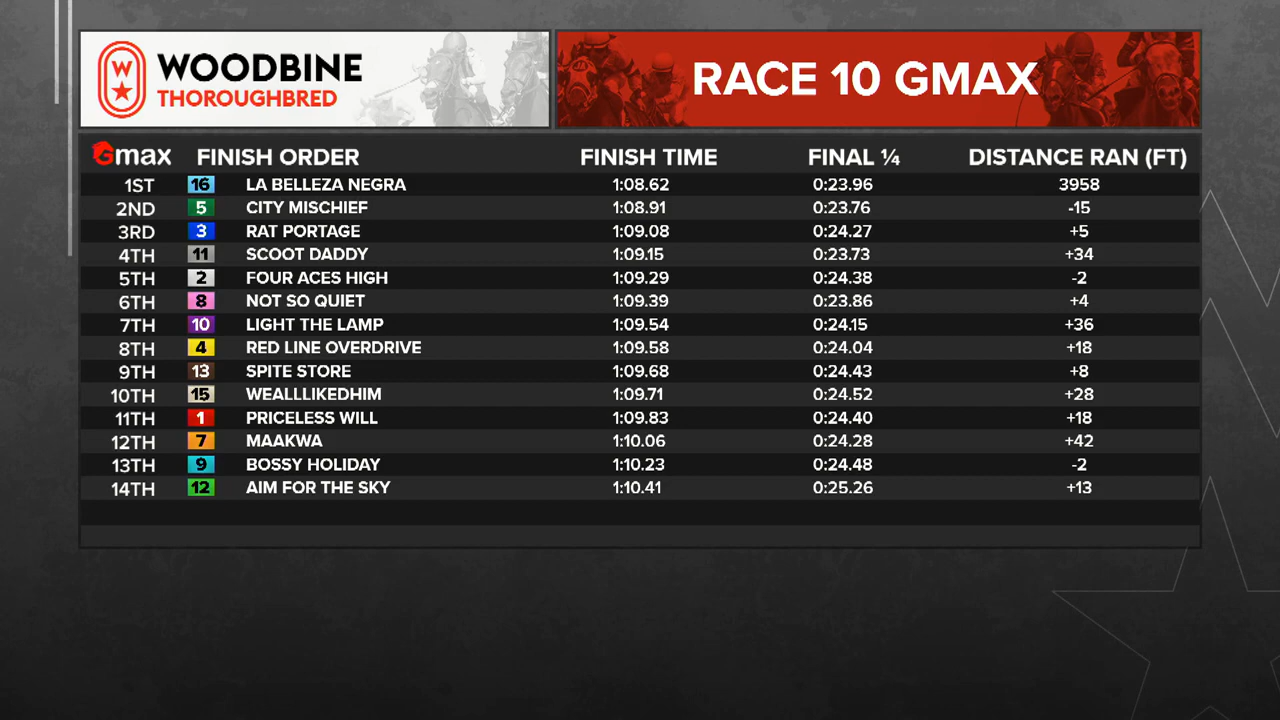 W WOODBINE
THOROUGHBRED
RACE 10 GMAX
Gmax FINISH ORDER FINISH TIME FINAL ¼ DISTANCE RAN (FT)
1ST 16 LA BELLEZA NEGRA 1:08.62 0:23.96 3958
2ND 5 CITY MISCHIEF 1:08.91 0:23.76 -15
3RD 3 RAT PORTAGE 1:09.08 0:24.27 +5
4TH 11 SCOOT DADDY 1:09.15 0:23.73 +34
5TH 2 FOUR ACES HIGH 1:09.29 0:24.38 -2
6TH 8 NOT SO QUIET 1:09.39 0:23.86 +4
7TH 10 LIGHT THE LAMP 1:09.54 0:24.15 +36
8TH 4 RED LINE OVERDRIVE 1:09.58 0:24.04 +18
9TH 13 SPITE STORE 1:09.68 0:24.43 +8
10TH 15 WEALLLIKEDHIM 1:09.71 0:24.52 +28
11TH 1 PRICELESS WILL 1:09.83 0:24.40 +18
12TH 7 MAAKWA 1:10.06 0:24.28 +42
13TH 9 BOSSY HOLIDAY 1:10.23 0:24.48 -2
14TH 12 AIM FOR THE SKY 1:10.41 0:25.26 +13